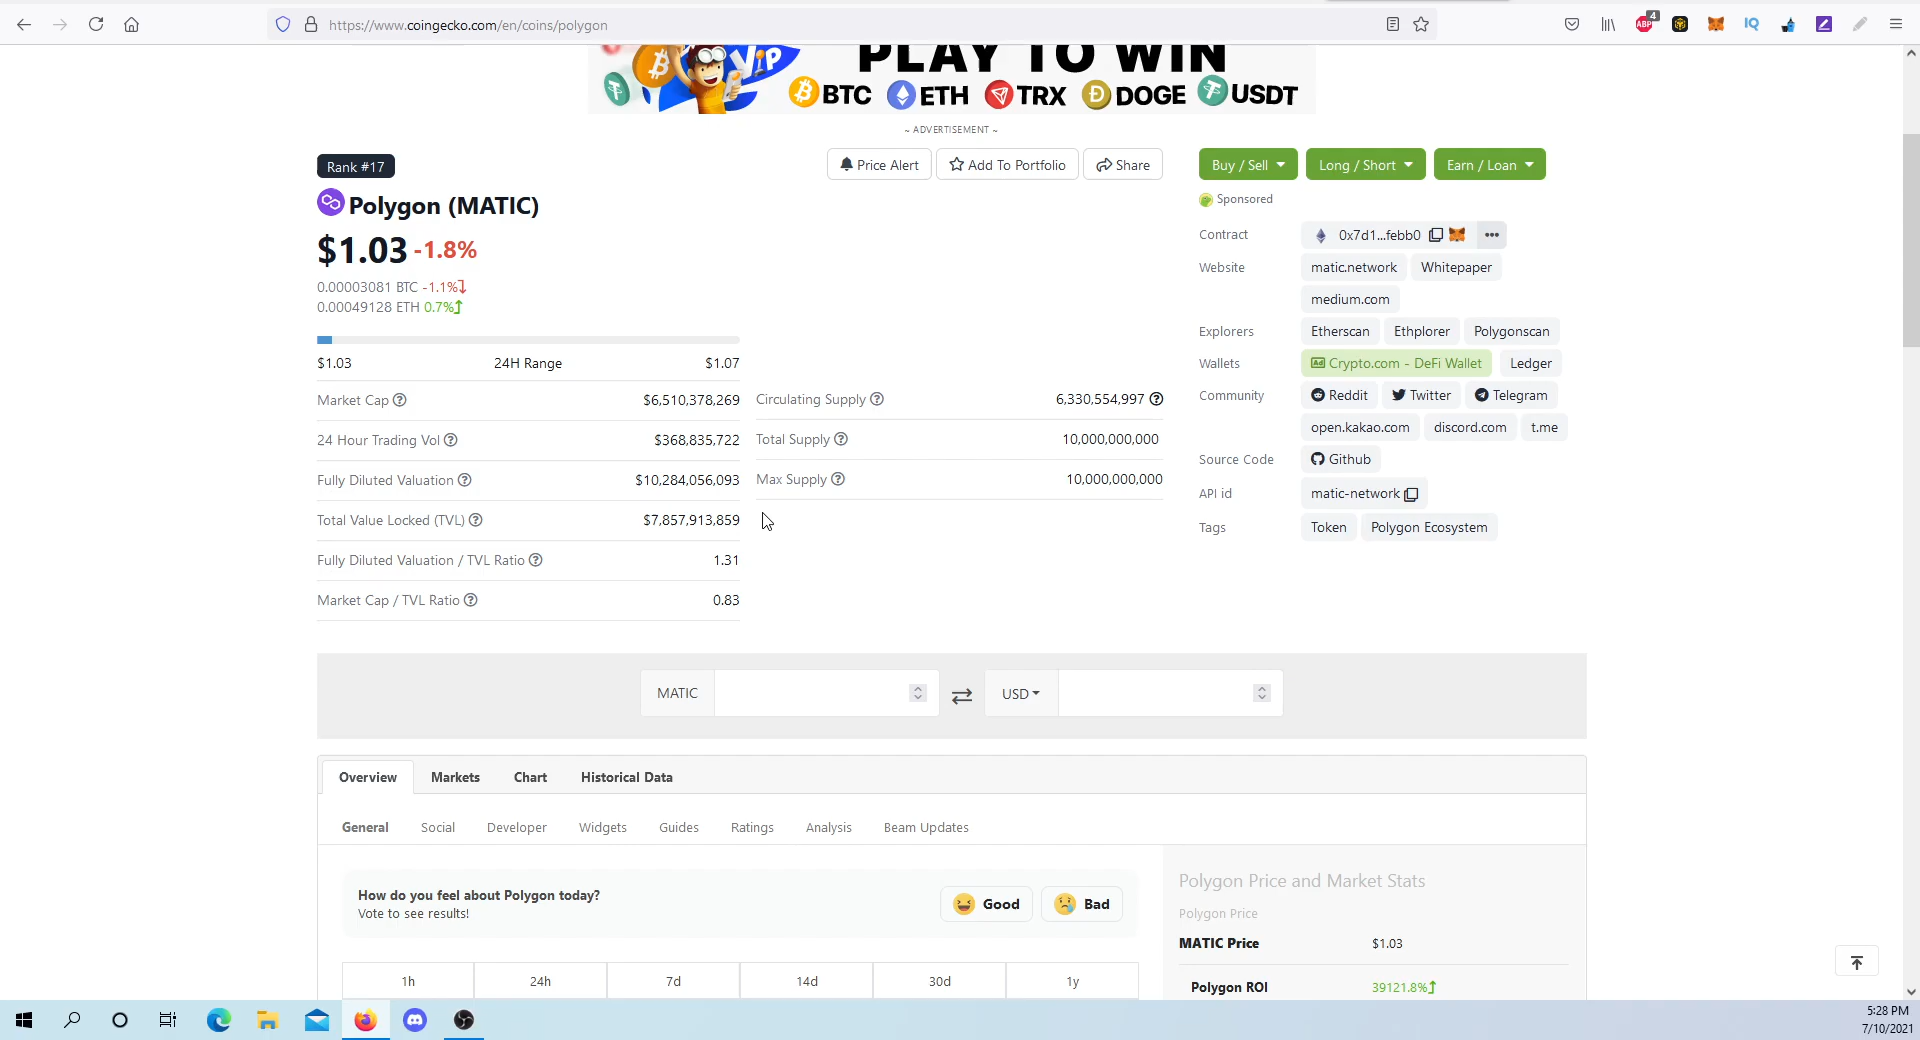 https://www.coingecko.com/en/coins/polygon
4
PLAY TO WIN
VIP
BTC ETH TRX DOGE USDT
~ ADVERTISEMENT ~
Rank #17
Price Alert Add To Portfolio Share
Buy / Sell Long / Short Earn / Loan
Sponsored
Polygon (MATIC)
$1.03 -1.8%
0.00003081 BTC -1.1%
0.00049128 ETH 0.7%
$1.03 24H Range $1.07
Market Cap $6,510,378,269
24 Hour Trading Vol $368,835,722
Fully Diluted Valuation $10,284,056,093
Total Value Locked (TVL) $7,857,913,859
Fully Diluted Valuation / TVL Ratio 1.31
Market Cap / TVL Ratio 0.83
Circulating Supply 6,330,554,997
Total Supply 10,000,000,000
Max Supply 10,000,000,000
Contract 0x7d1...febb0
Website matic.network Whitepaper
medium.com
Explorers Etherscan Ethplorer Polygonscan
Wallets Ad Crypto.com - DeFi Wallet Ledger
Community Reddit Twitter Telegram
open.kakao.com discord.com t.me
Source Code Github
API id matic-network
Tags Token Polygon Ecosystem
MATIC USD
Overview Markets Chart Historical Data
General Social Developer Widgets Guides Ratings Analysis Beam Updates
How do you feel about Polygon today?
Vote to see results!
Good Bad
1h 24h 7d 14d 30d 1y
Polygon Price and Market Stats
Polygon Price
MATIC Price $1.03
Polygon ROI 39121.8%
5:28 PM
7/10/2021